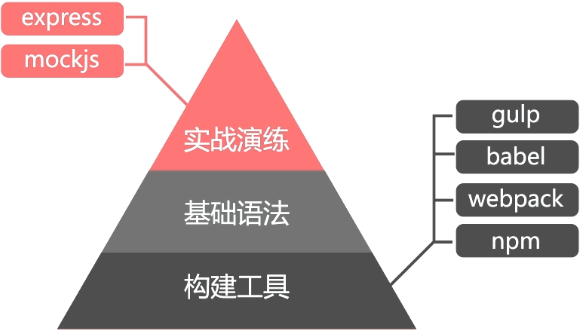 express
mockjs
实战演练
基础语法
构建工具
gulp
babel
webpack
npm